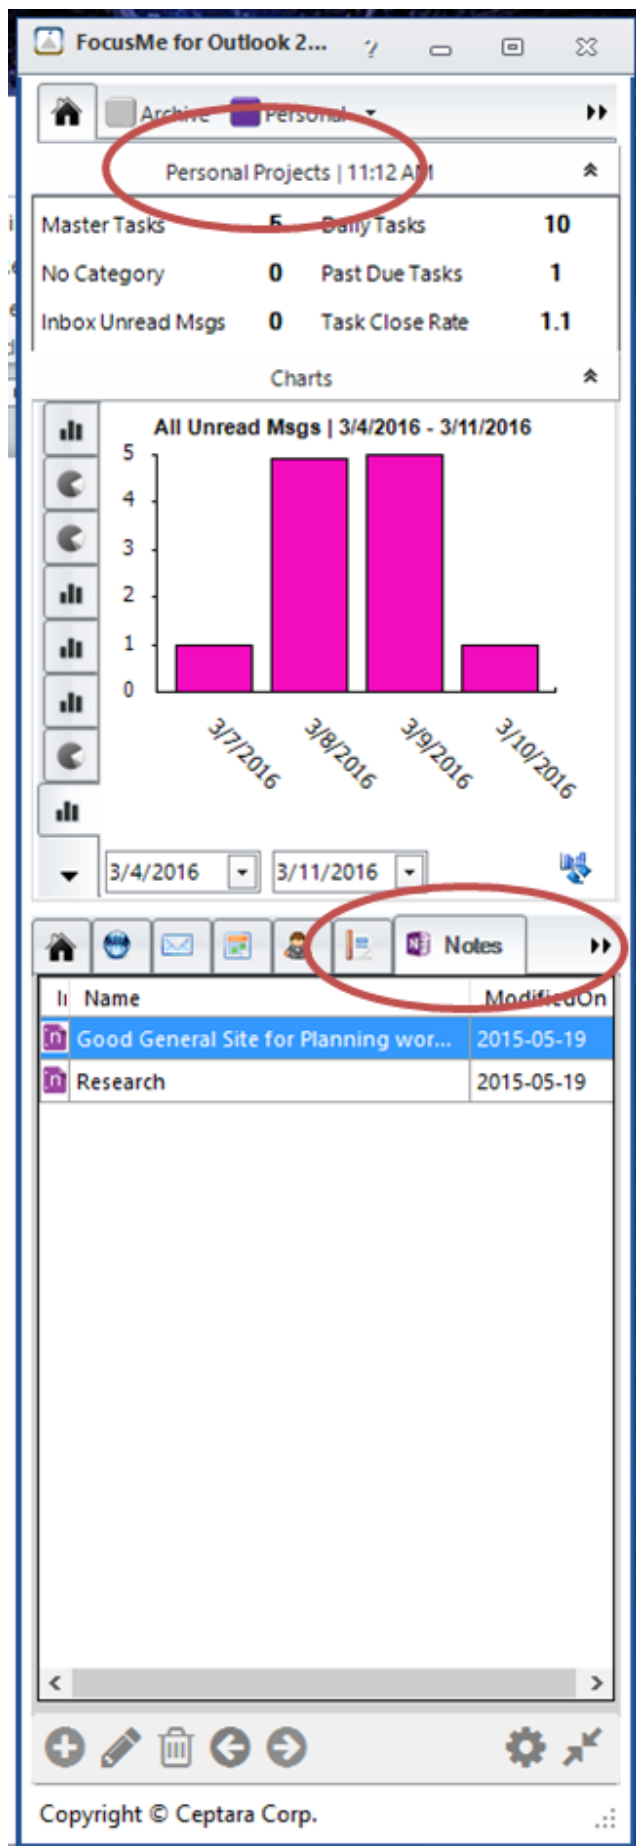 FocusMe for Outlook 2...
Archive Personal
Personal Projects | 11:12 AM
Master Tasks 5 Daily Tasks 10
No Category 0 Past Due Tasks 1
Inbox Unread Msgs 0 Task Close Rate 1.1
Charts
All Unread Msgs | 3/4/2016 - 3/11/2016
5
4
3
2
1
0
3/7/2016 3/8/2016 3/9/2016 3/10/2016
3/4/2016 3/11/2016
Notes
Name ModifiedOn
Good General Site for Planning wor... 2015-05-19
Research 2015-05-19
Copyright © Ceptara Corp.